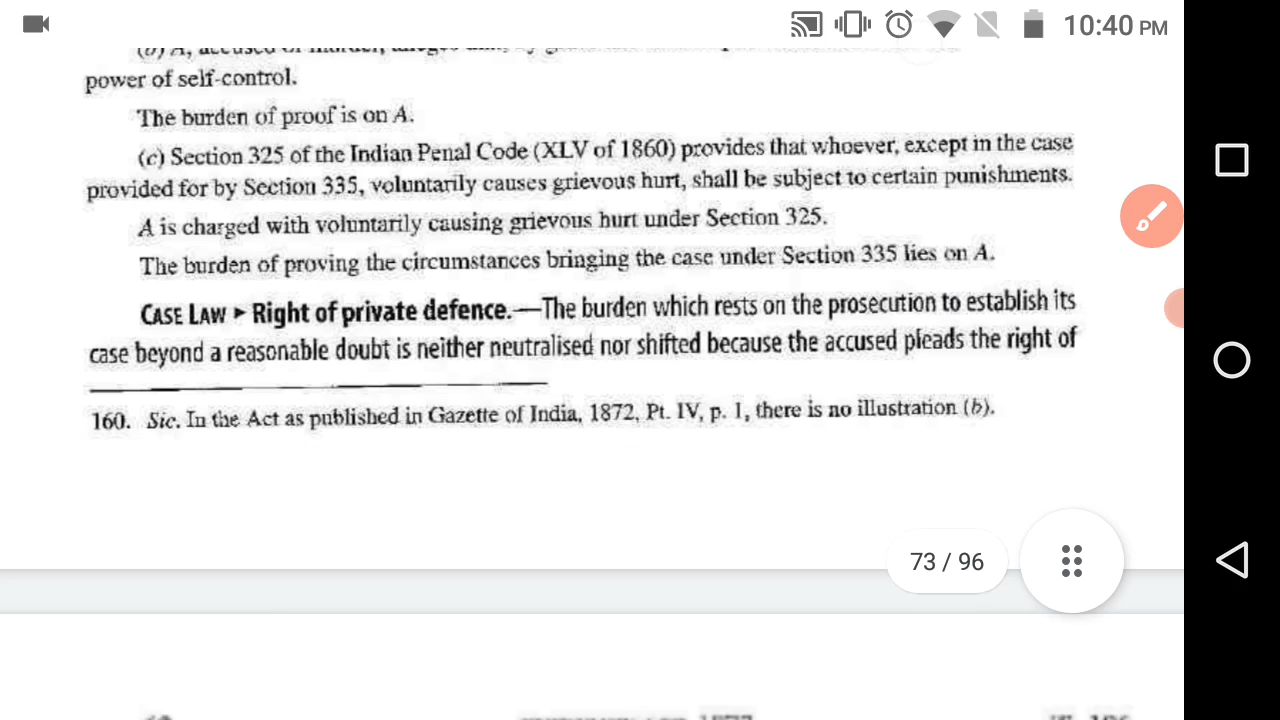 10:40 PM
power of self-control.
The burden of proof is on A.
(c) Section 325 of the Indian Penal Code (XLV of 1860) provides that whoever, except in the case
provided for by Section 335, voluntarily causes grievous hurt, shall be subject to certain punishments.
A is charged with voluntarily causing grievous hurt under Section 325.
The burden of proving the circumstances bringing the case under Section 335 lies on A.
CASE LAW ▸ Right of private defence.—The burden which rests on the prosecution to establish its
case beyond a reasonable doubt is neither neutralised nor shifted because the accused pleads the right of
160. Sic. In the Act as published in Gazette of India, 1872, Pt. IV, p. 1, there is no illustration (b).
73 / 96